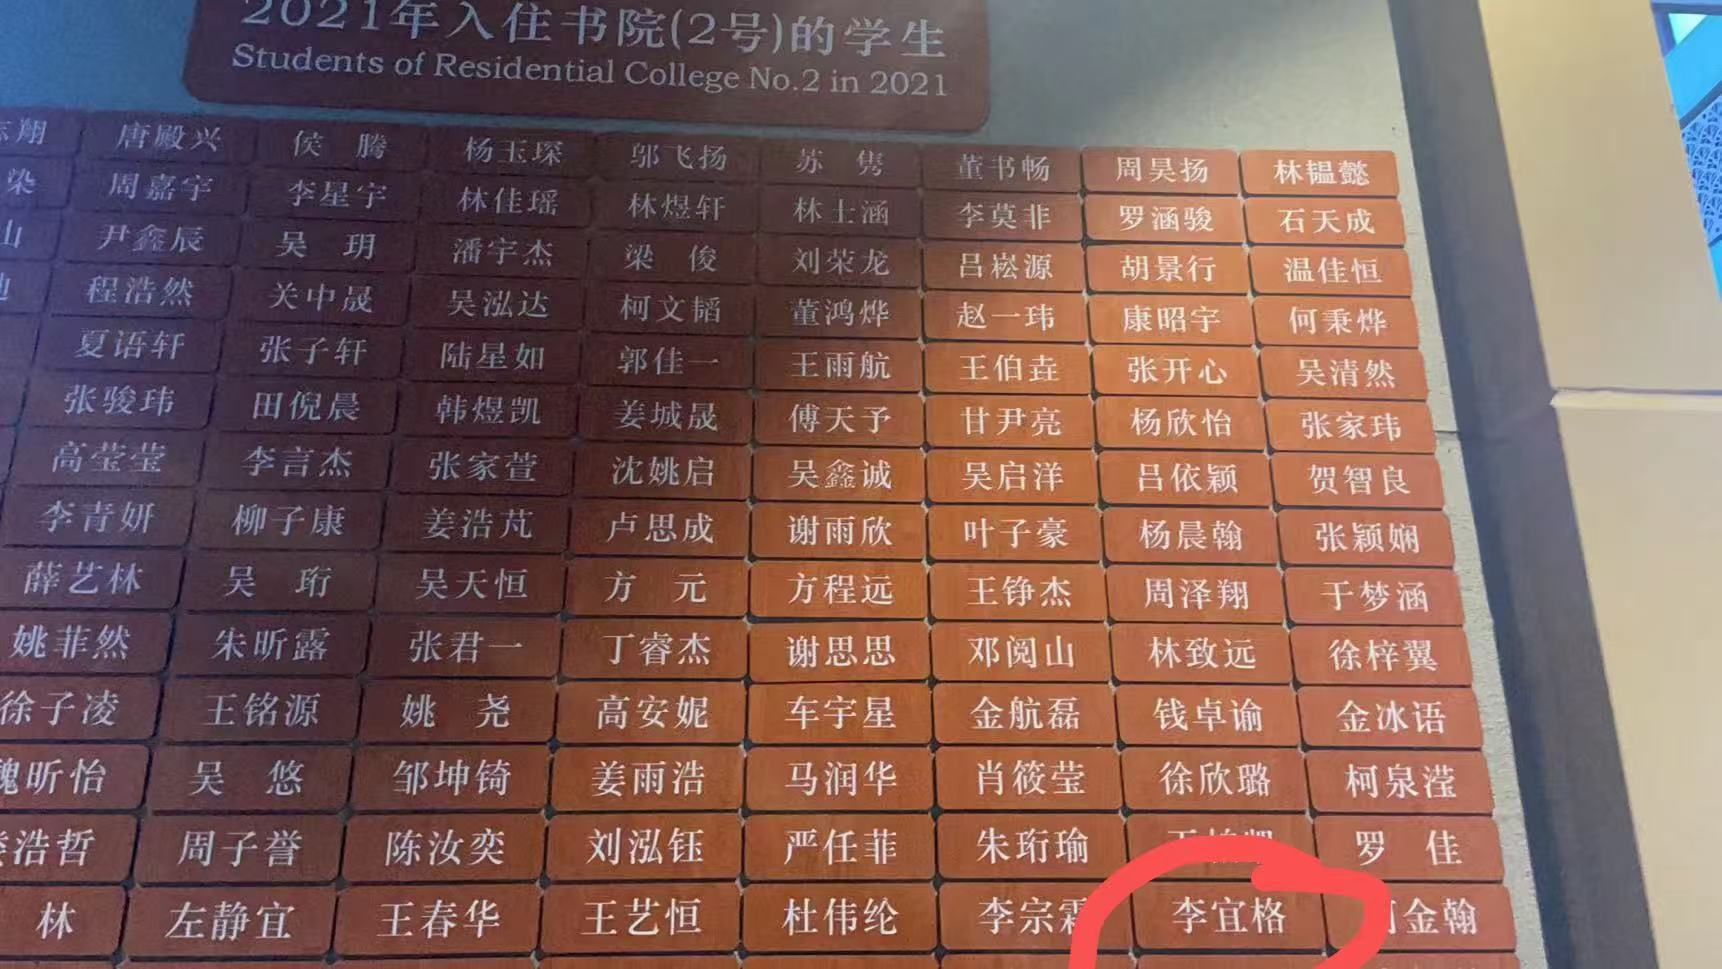 2021年入住书院(2号)的学生
Students of Residential College No.2 in 2021
翔 唐殿兴 侯腾 杨玉琛 邬飞扬 苏隽 董书畅 周昊扬 林韫懿
染 周嘉宇 李星宇 林佳瑶 林煜轩 林士涵 李莫非 罗涵骏 石天成
山 尹鑫辰 吴玥 潘宇杰 梁俊 刘荣龙 吕崧源 胡景行 温佳恒
程浩然 关中晟 吴泓达 柯文韬 董鸿烨 赵一玮 康昭宇 何秉烨
夏语轩 张子轩 陆星如 郭佳一 王雨航 王伯垚 张开心 吴清然
张骏玮 田倪晨 韩煜凯 姜城晟 傅天予 甘尹亮 杨欣怡 张家玮
高莹莹 李言杰 张家萱 沈姚启 吴鑫诚 吴启洋 吕依颖 贺智良
李青妍 柳子康 姜浩芃 卢思成 谢雨欣 叶子豪 杨晨翰 张颖娴
薛艺林 吴珩 吴天恒 方元 方程远 王铮杰 周泽翔 于梦涵
姚菲然 朱昕露 张君一 丁睿杰 谢思思 邓阅山 林致远 徐梓翼
徐子凌 王铭源 姚尧 高安妮 车宇星 金航磊 钱卓谕 金冰语
魏昕怡 吴悠 邹坤锜 姜雨浩 马润华 肖筱莹 徐欣璐 柯泉滢
浩哲 周子誉 陈汝奕 刘泓钰 严任菲 朱珩瑜 罗佳
林 左静宜 王春华 王艺恒 杜伟纶 李宗霖 李宜格 金翰